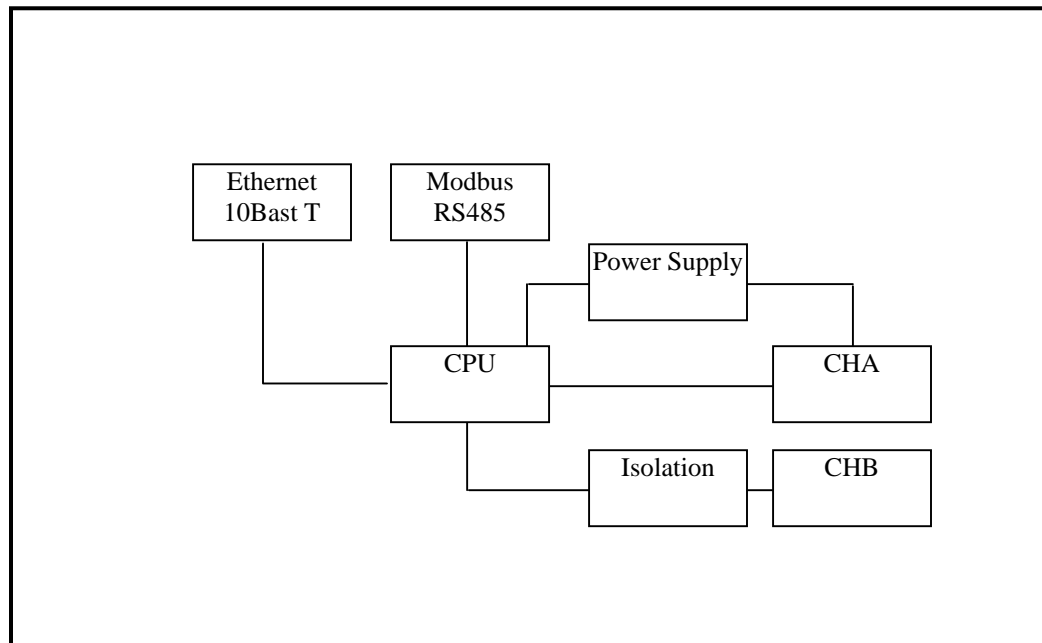 Ethernet
10Bast T
Modbus
RS485
Power Supply
CPU
CHA
Isolation
CHB